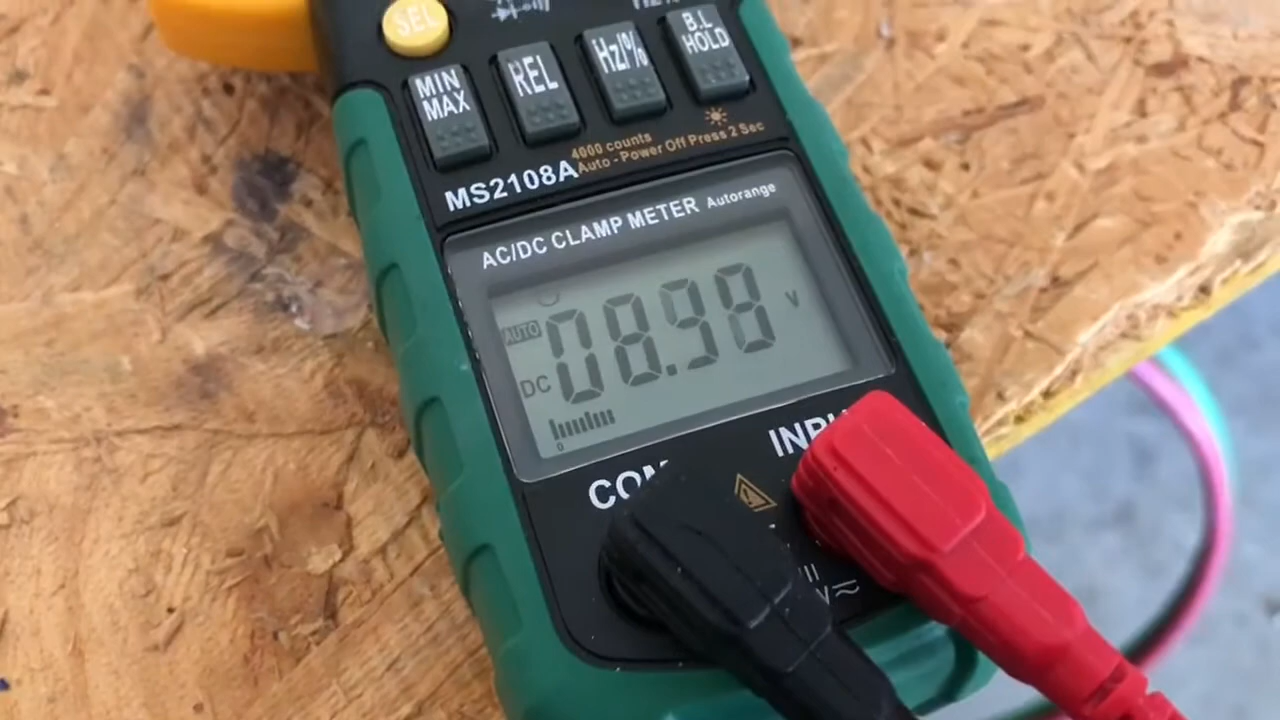 SEL
MIN
MAX
REL
Hz/%
B.L
HOLD
4000 counts
MS2108A Auto - Power Off Press 2 Sec
AC/DC CLAMP METER Autorange
AUTO
08.98 V
DC
0
COM